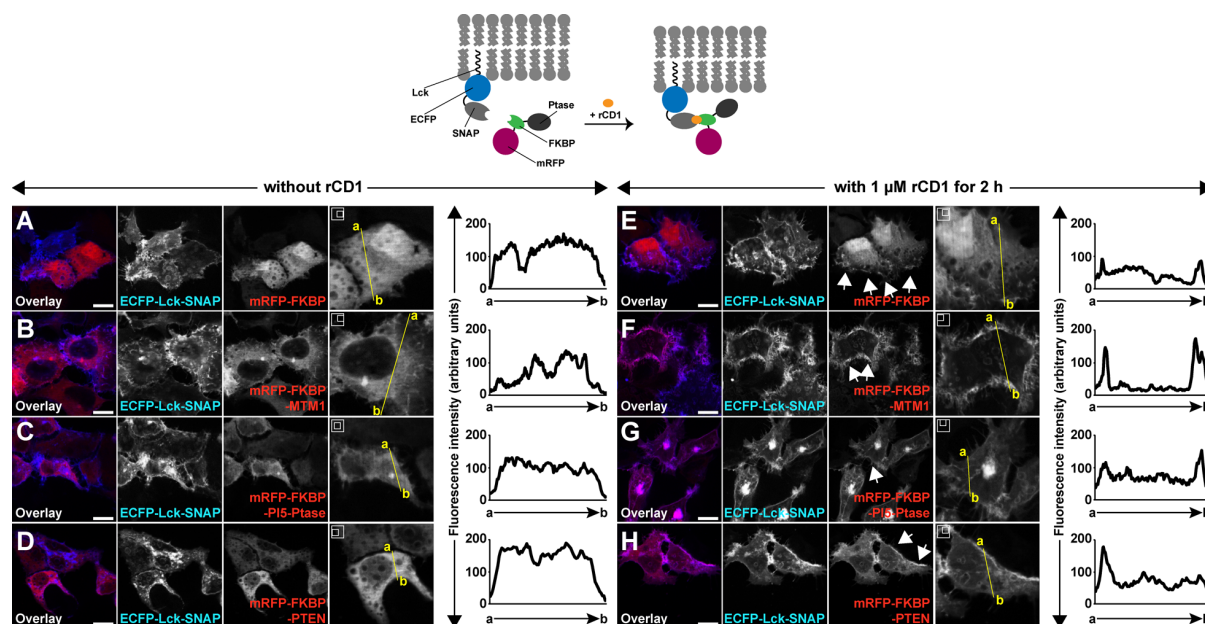 Lck
ECFP
SNAP
Ptase
FKBP
mRFP
+ rCD1
without rCD1
with 1 µM rCD1 for 2 h
A
Overlay
ECFP-Lck-SNAP
mRFP-FKBP
a
b
Fluorescence intensity (arbitrary units)
200
100
0
a
b
E
Overlay
ECFP-Lck-SNAP
mRFP-FKBP
a
b
Fluorescence intensity (arbitrary units)
200
100
0
a
B
Overlay
ECFP-Lck-SNAP
mRFP-FKBP
-MTM1
a
b
200
100
0
a
b
F
Overlay
ECFP-Lck-SNAP
mRFP-FKBP
-MTM1
a
b
200
100
0
a
C
Overlay
ECFP-Lck-SNAP
mRFP-FKBP
-PI5-Ptase
a
b
200
100
0
a
b
G
Overlay
ECFP-Lck-SNAP
mRFP-FKBP
-PI5-Ptase
a
b
200
100
0
a
D
Overlay
ECFP-Lck-SNAP
mRFP-FKBP
-PTEN
a
b
200
100
0
a
b
H
Overlay
ECFP-Lck-SNAP
mRFP-FKBP
-PTEN
a
b
200
100
0
a